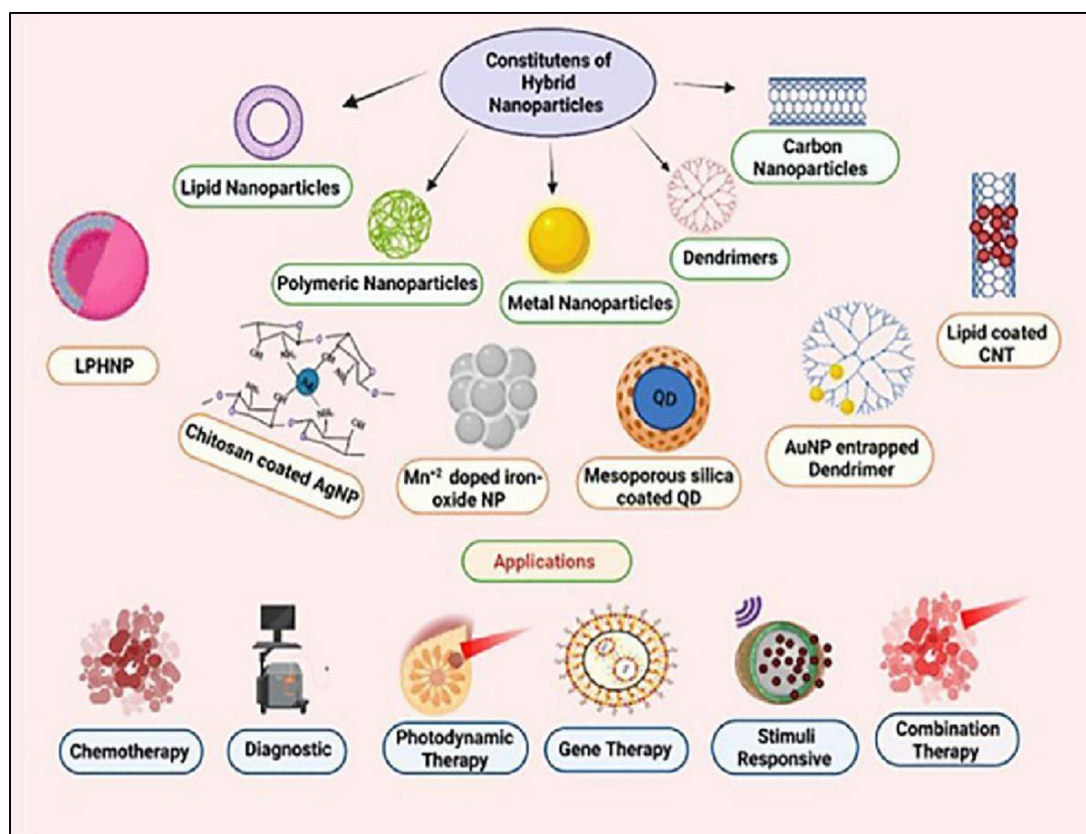 Constitutens of
Hybrid
Nanoparticles
Lipid Nanoparticles
Polymeric Nanoparticles
Metal Nanoparticles
Dendrimers
Carbon
Nanoparticles
LPHNP
Chitosan coated AgNP
Mn⁺² doped iron-
oxide NP
QD
Mesoporous silica
coated QD
AuNP entrapped
Dendrimer
Lipid coated
CNT
Applications
Chemotherapy
Diagnostic
Photodynamic
Therapy
Gene Therapy
Stimuli
Responsive
Combination
Therapy